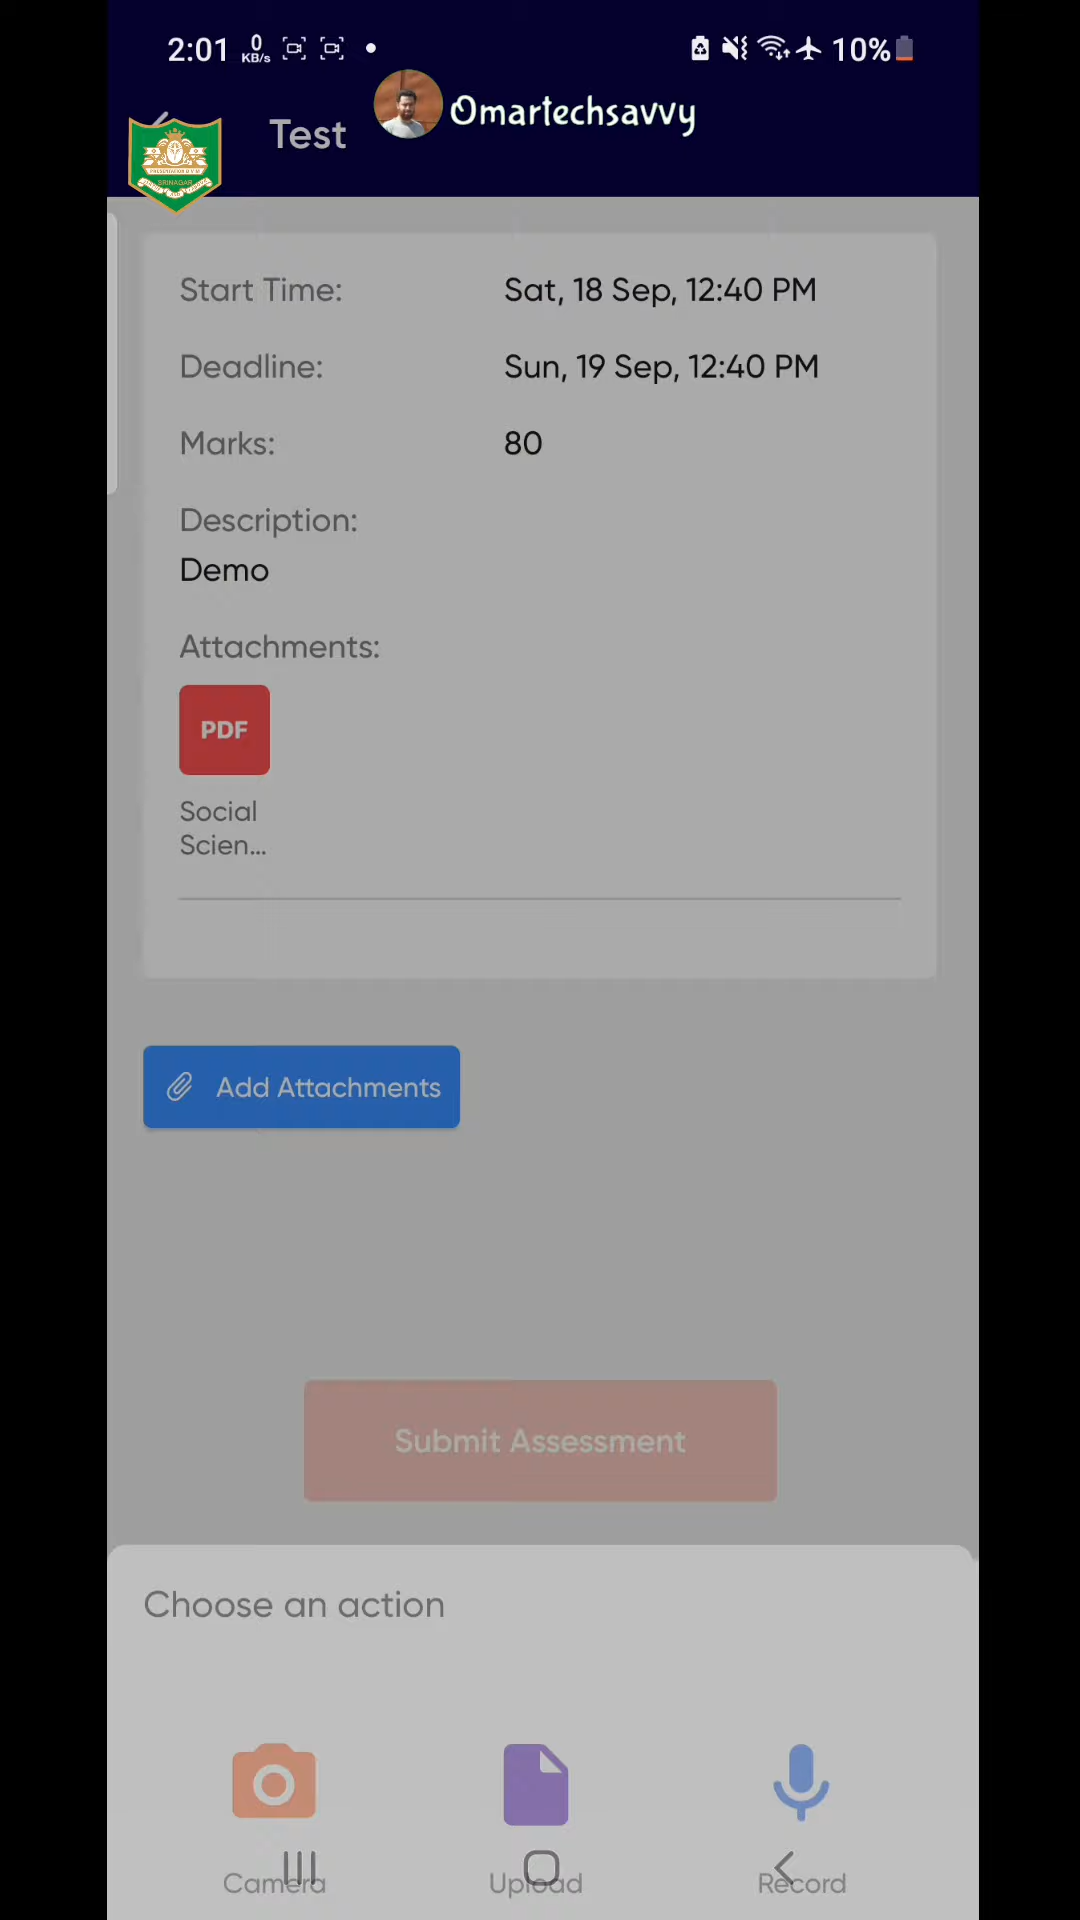 2:01 0 KB/s 10%
Omartechsavvy
Test
PRESENTATION
SRINAGAR
Start Time: Sat, 18 Sep, 12:40 PM
Deadline: Sun, 19 Sep, 12:40 PM
Marks: 80
Description:
Demo
Attachments:
PDF
Social
Scien...
Add Attachments
Submit Assessment
Choose an action
Camera Upload Record